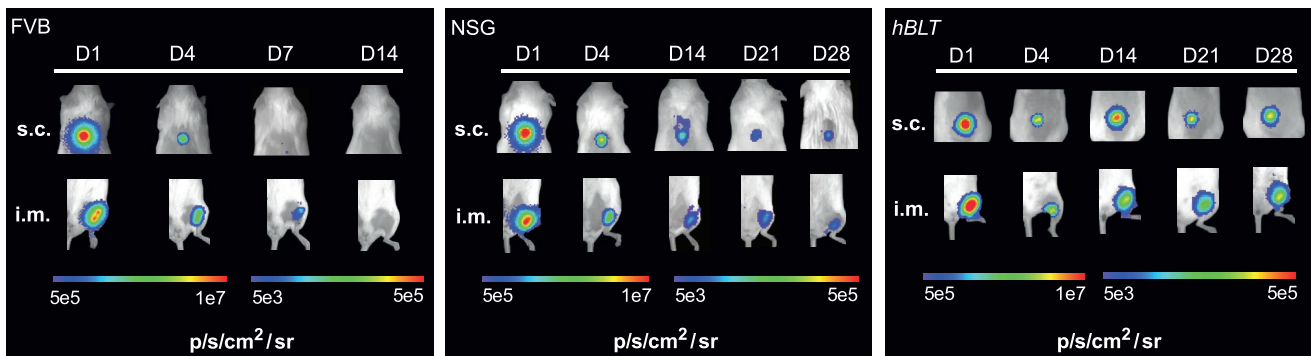 FVB
D1 D4 D7 D14
s.c.
i.m.
5e5 1e7 5e3 5e5
p/s/cm²/sr
NSG
D1 D4 D14 D21 D28
s.c.
i.m.
5e5 1e7 5e3 5e5
p/s/cm²/sr
hBLT
D1 D4 D14 D21 D28
s.c.
i.m.
5e5 1e7 5e3 5e5
p/s/cm²/sr